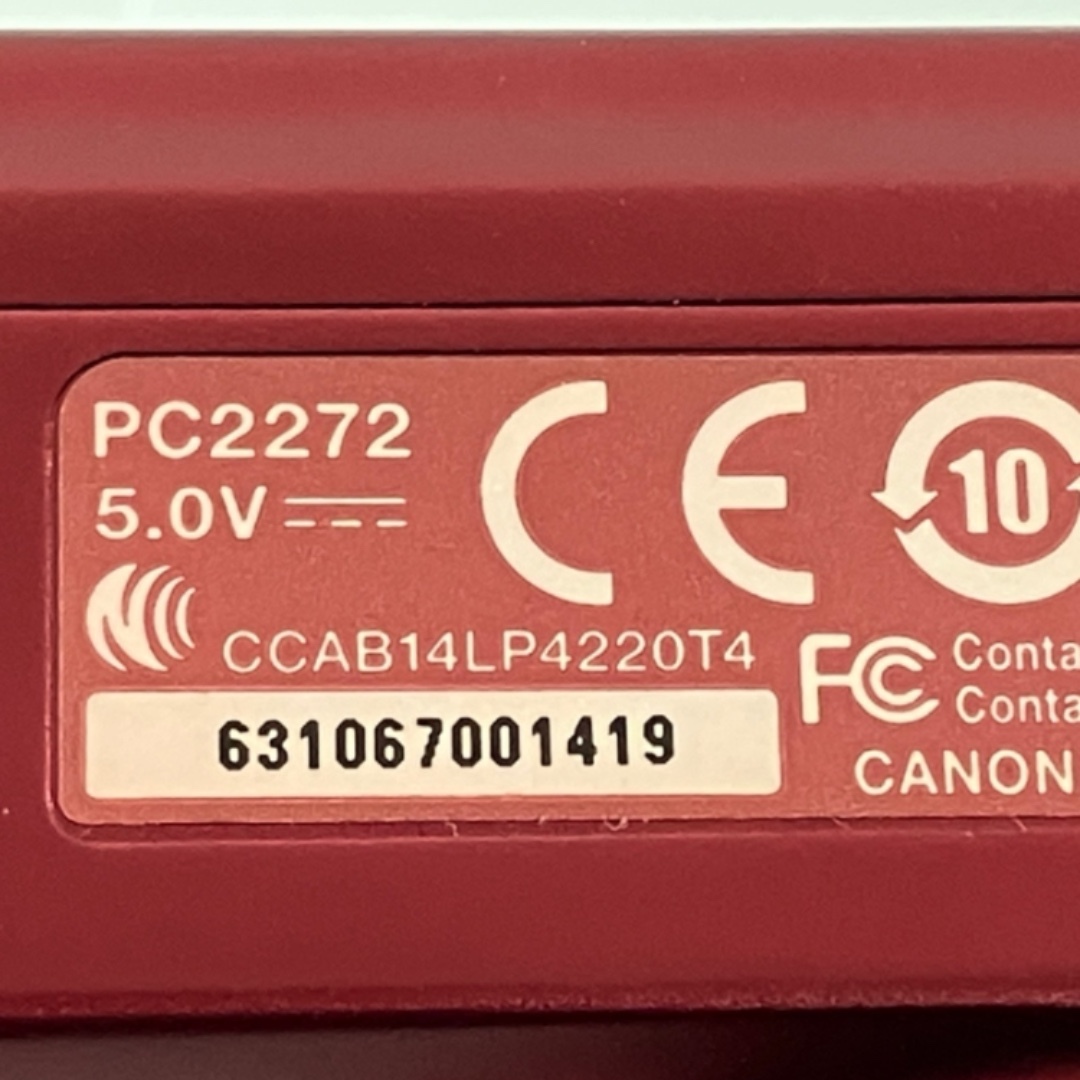 PC2272
5.0V
CE
10
CCAB14LP4220T4
FC Conta
Conta
631067001419
CANON